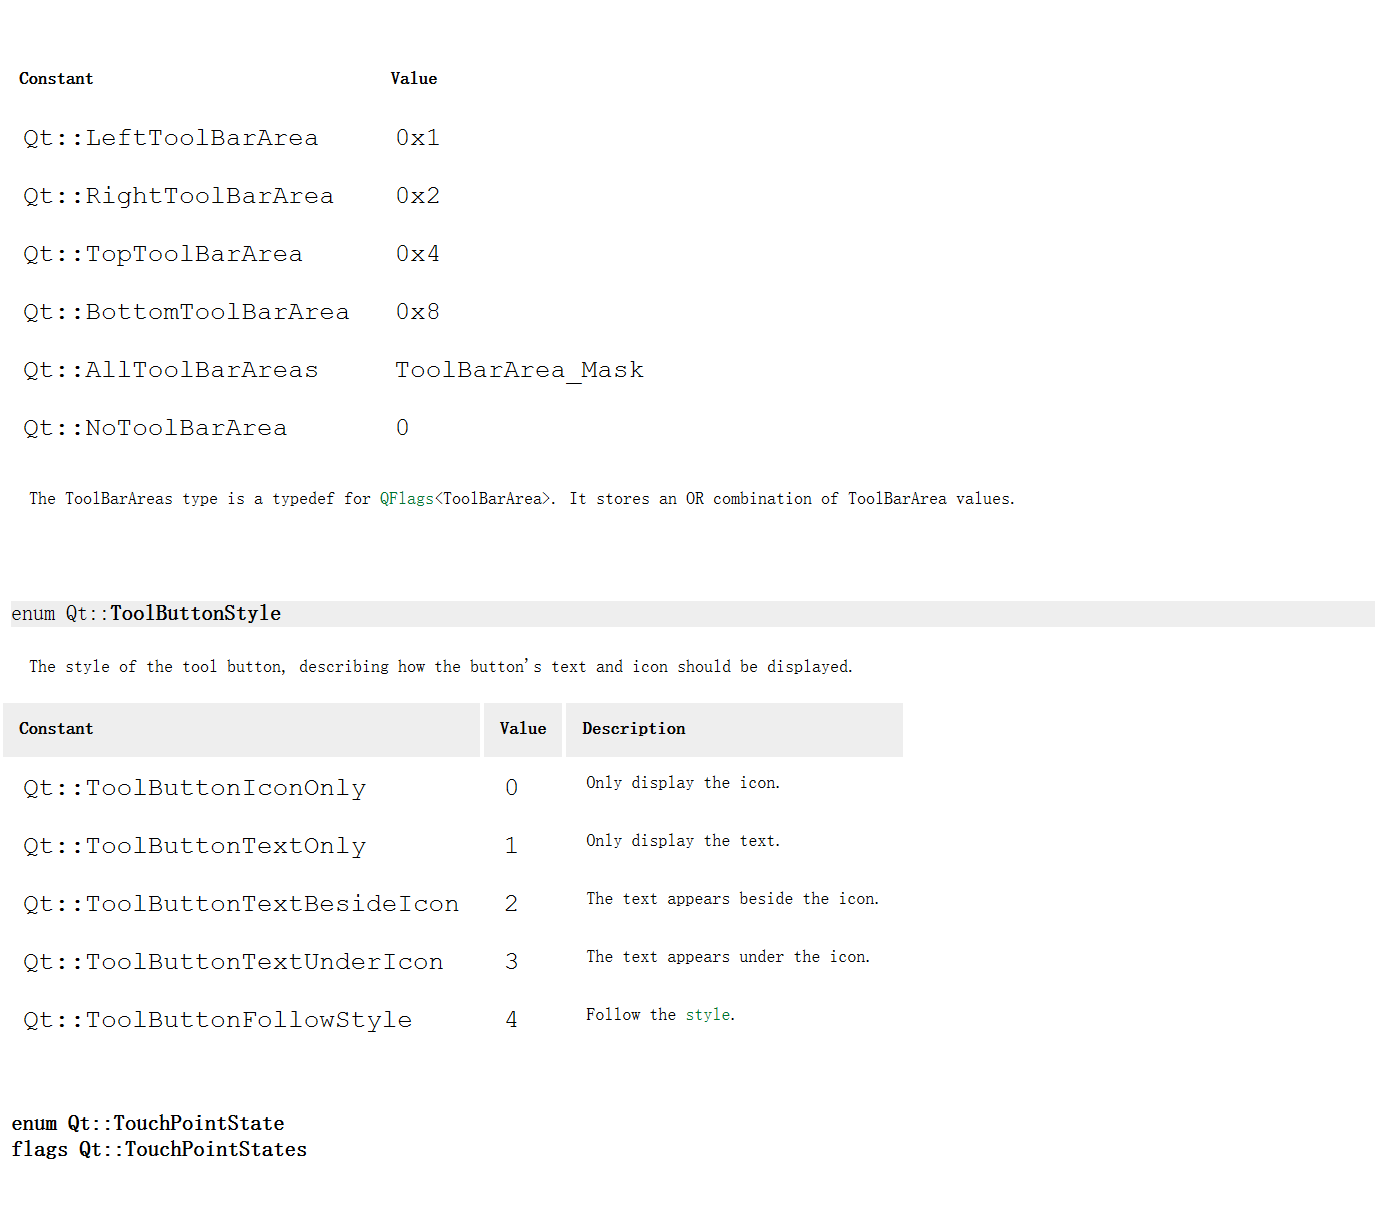 Constant Value
Qt::LeftToolBarArea 0x1
Qt::RightToolBarArea 0x2
Qt::TopToolBarArea 0x4
Qt::BottomToolBarArea 0x8
Qt::AllToolBarAreas ToolBarArea_Mask
Qt::NoToolBarArea 0
The ToolBarAreas type is a typedef for QFlags<ToolBarArea>. It stores an OR combination of ToolBarArea values.
enum Qt::ToolButtonStyle
The style of the tool button, describing how the button's text and icon should be displayed.
Constant Value Description
Qt::ToolButtonIconOnly 0 Only display the icon.
Qt::ToolButtonTextOnly 1 Only display the text.
Qt::ToolButtonTextBesideIcon 2 The text appears beside the icon.
Qt::ToolButtonTextUnderIcon 3 The text appears under the icon.
Qt::ToolButtonFollowStyle 4 Follow the style.
enum Qt::TouchPointState
flags Qt::TouchPointStates